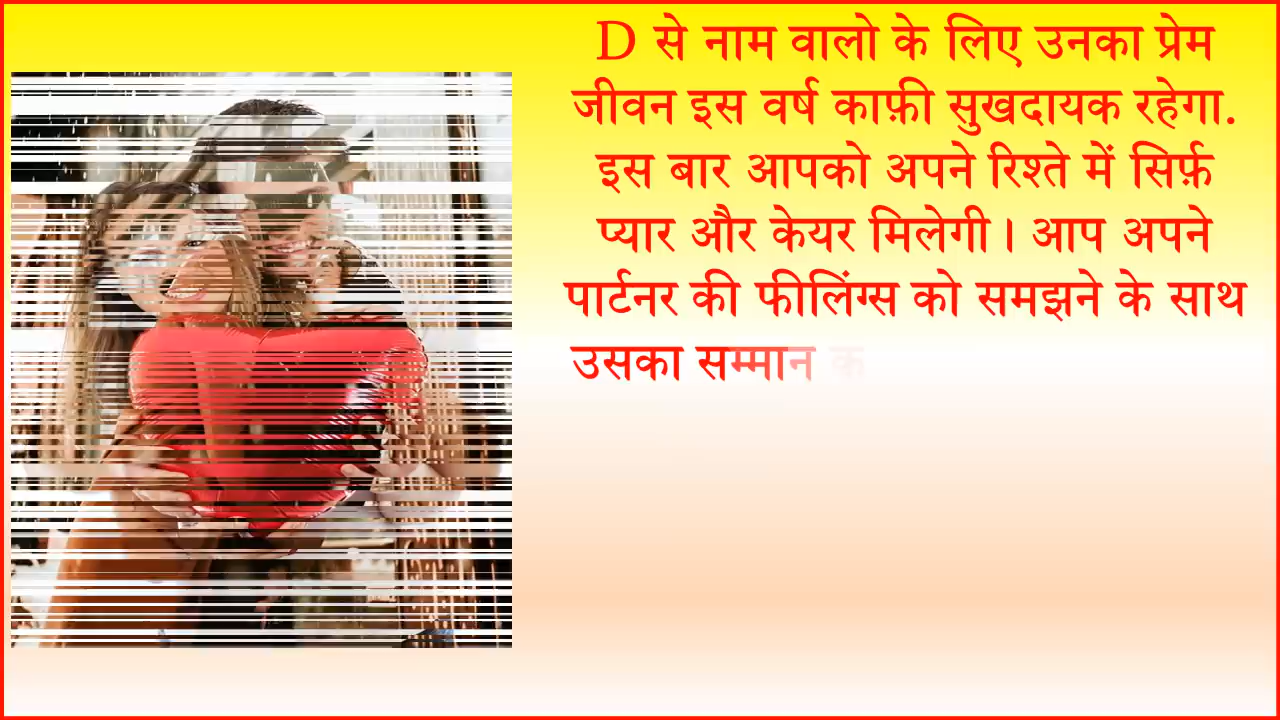 D से नाम वालो के लिए उनका प्रेम
जीवन इस वर्ष काफ़ी सुखदायक रहेगा.
इस बार आपको अपने रिश्ते में सिर्फ़
प्यार और केयर मिलेगी। आप अपने
पार्टनर की फीलिंग्स को समझने के साथ
उसका सम्मान